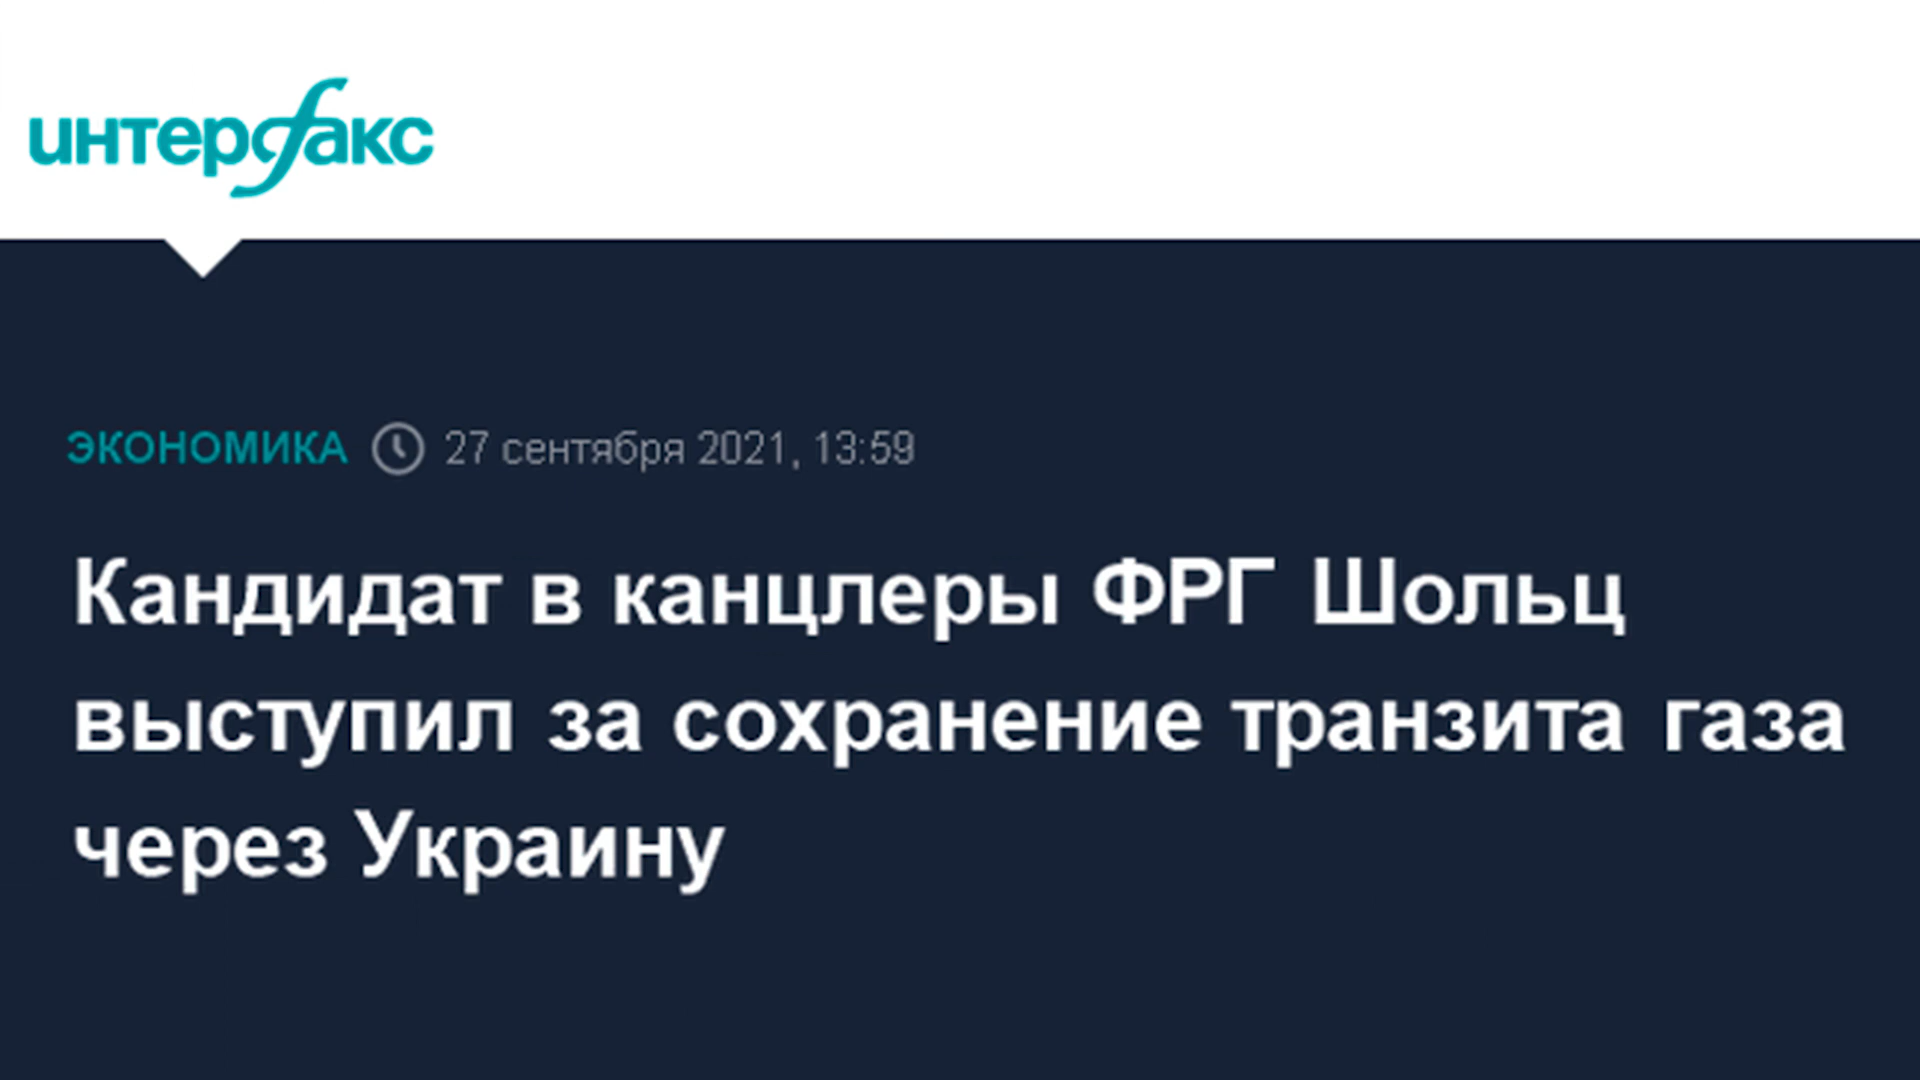 интерфакс
ЭКОНОМИКА 27 сентября 2021, 13:59
Кандидат в канцлеры ФРГ Шольц
выступил за сохранение транзита газа
через Украину